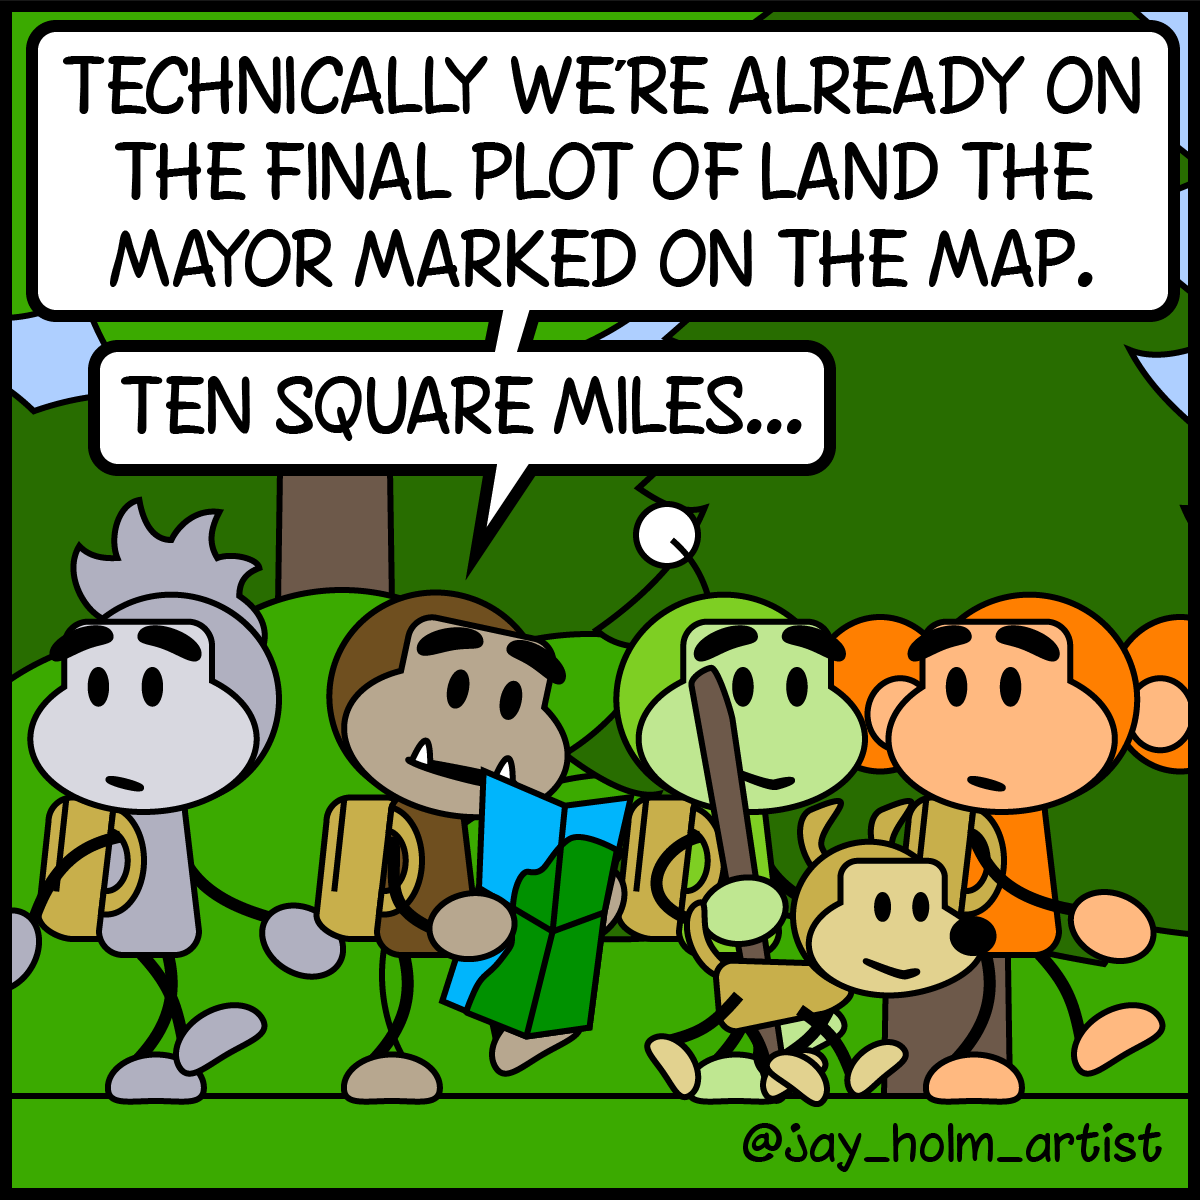 TECHNICALLY WE'RE ALREADY ON
THE FINAL PLOT OF LAND THE
MAYOR MARKED ON THE MAP.
TEN SQUARE MILES...
@jay_holm_artist